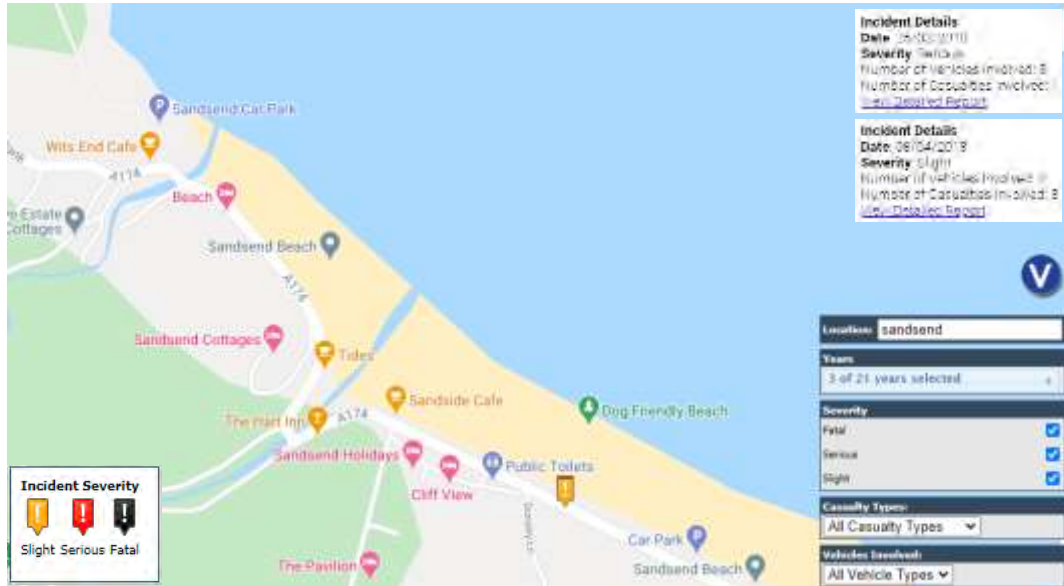 Sandsend Car Park
Wits End Cafe
A174
Beach
Estate
Cottages
Sandsend Beach
A174
Sandsend Cottages
Tides
Sandside Cafe
Dog Friendly Beach
The Hart Inn
A174
Sandsend Holidays
Public Toilets
Cliff View
Car Park
The Pavilion
Sandsend Beach
Incident Severity
Slight Serious Fatal
Incident Details
Date
Severity Serious
Number of Vehicles Involved: 3
Number of Casualties Involved:
View Detailed Report
Incident Details
Date
Severity Slight
Number of Vehicles Involved
Number of Casualties Involved: 3
View Detailed Report
V
Location: sandsend
Years
3 of 21 years selected
Severity
Fatal
Serious
Slight
Casualty Types:
All Casualty Types
Vehicles Involved:
All Vehicle Types